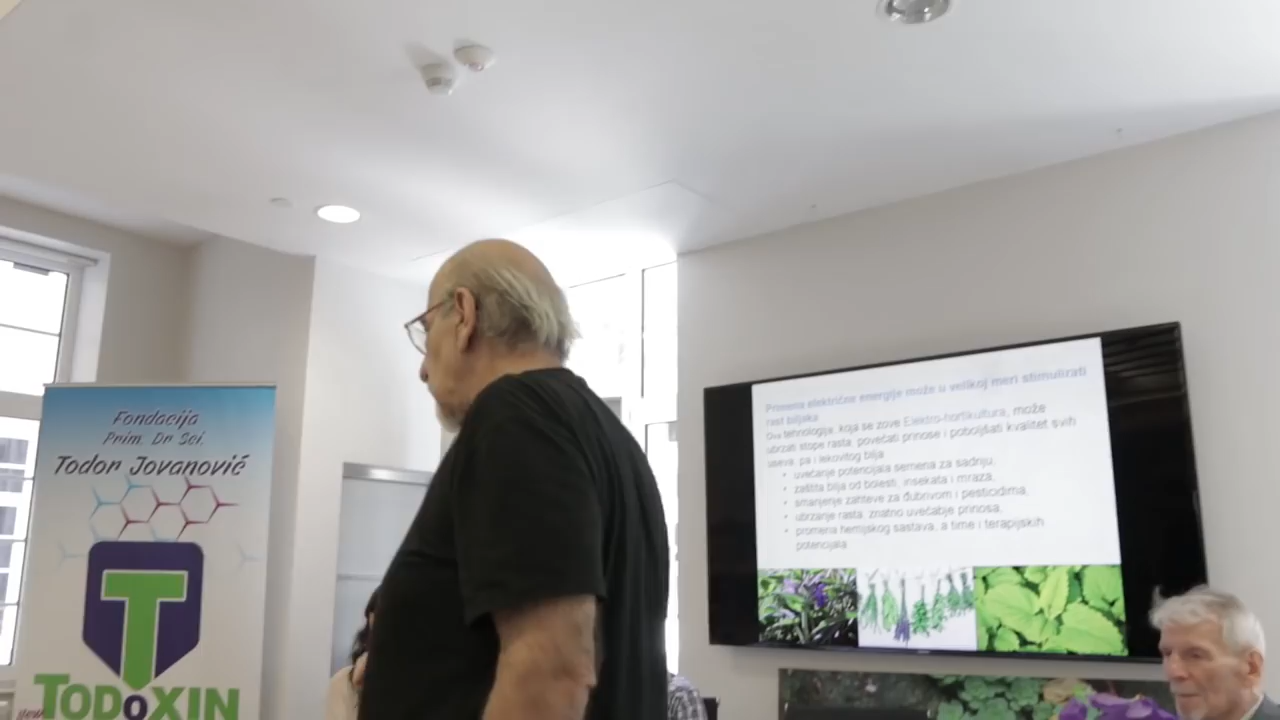 Fondacija
Prim. Dr Sci.
Todor Jovanović
T
TODOXIN
Promena električne energije može u velikoj meri stimulirati
rast biljaka
Ova tehnologija, koja se zove Elektro-hortikultura, može
ubrzati stope rasta, povećati prinose i poboljšati kvalitet svih
useva, pa i lekovitog bilja
• uvećanje potencijala semena za sadnju,
• zaštita bilja od bolesti, insekata i mraza,
• smanjenje zahteve za đubrivom i pesticidima,
• ubrzanje rasta, znatno uvećabje prinosa,
• promena hemijskog sastava, a time i terapijskih
potencijala